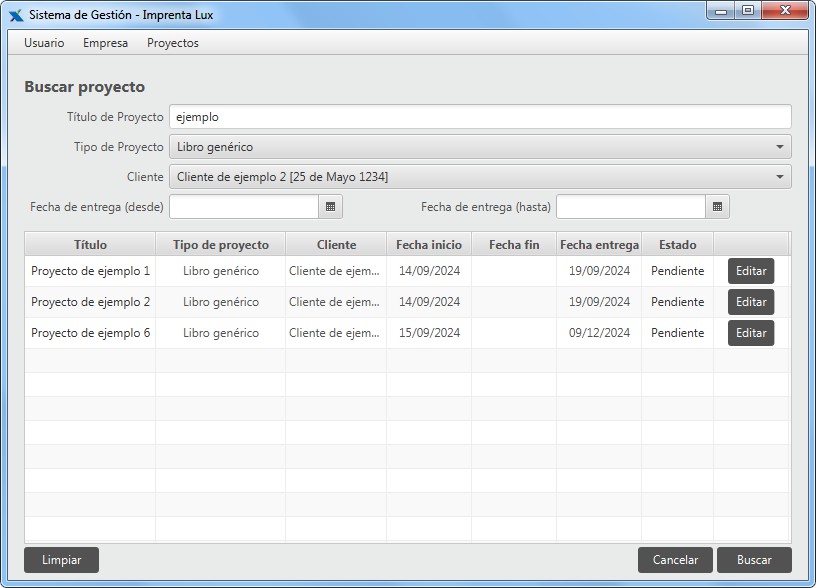 Sistema de Gestión - Imprenta Lux
Usuario Empresa Proyectos
Buscar proyecto
Título de Proyecto ejemplo
Tipo de Proyecto Libro genérico
Cliente Cliente de ejemplo 2 [25 de Mayo 1234]
Fecha de entrega (desde) Fecha de entrega (hasta)
Título Tipo de proyecto Cliente Fecha inicio Fecha fin Fecha entrega Estado
Proyecto de ejemplo 1 Libro genérico Cliente de ejem... 14/09/2024 19/09/2024 Pendiente Editar
Proyecto de ejemplo 2 Libro genérico Cliente de ejem... 14/09/2024 19/09/2024 Pendiente Editar
Proyecto de ejemplo 6 Libro genérico Cliente de ejem... 15/09/2024 09/12/2024 Pendiente Editar
Limpiar Cancelar Buscar